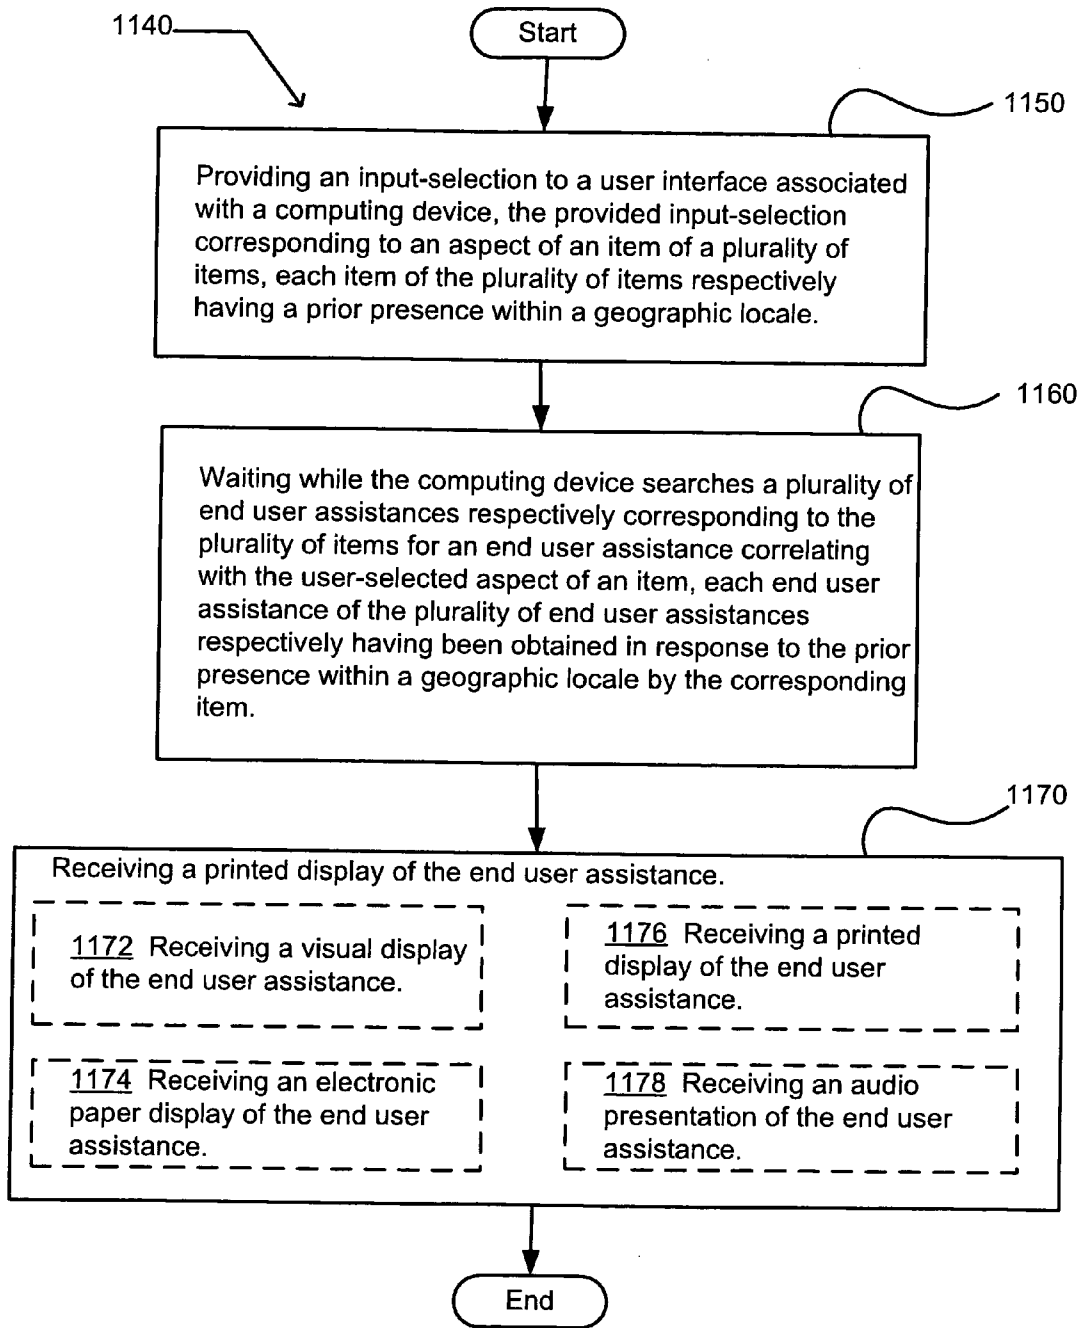 1140
Start
1150
Providing an input-selection to a user interface associated
with a computing device, the provided input-selection
corresponding to an aspect of an item of a plurality of
items, each item of the plurality of items respectively
having a prior presence within a geographic locale.
1160
Waiting while the computing device searches a plurality of
end user assistances respectively corresponding to the
plurality of items for an end user assistance correlating
with the user-selected aspect of an item, each end user
assistance of the plurality of end user assistances
respectively having been obtained in response to the prior
presence within a geographic locale by the corresponding
item.
1170
Receiving a printed display of the end user assistance.
1172 Receiving a visual display
of the end user assistance.
1176 Receiving a printed
display of the end user
assistance.
1174 Receiving an electronic
paper display of the end user
assistance.
1178 Receiving an audio
presentation of the end user
assistance.
End